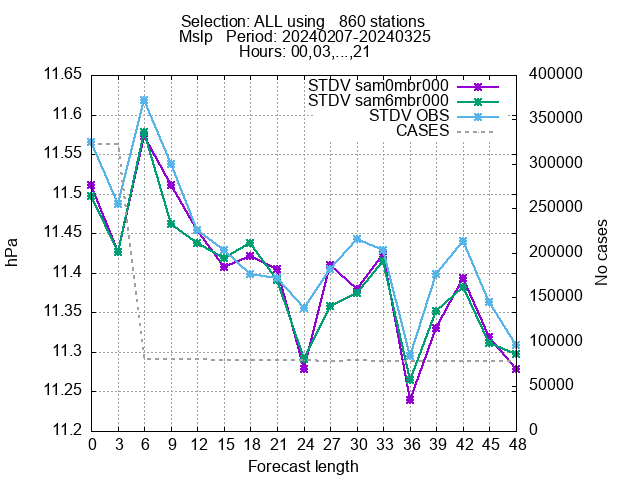 Selection: ALL using   860 stations
Mslp   Period: 20240207-20240325
Hours: 00,03,...,21
11.65
11.6
11.55
11.5
11.45
11.4
11.35
11.3
11.25
11.2
hPa
STDV sam0mbr000
STDV sam6mbr000
STDV OBS
CASES
400000
350000
300000
250000
200000
150000
100000
50000
0
No cases
0 3 6 9 12 15 18 21 24 27 30 33 36 39 42 45 48
Forecast length